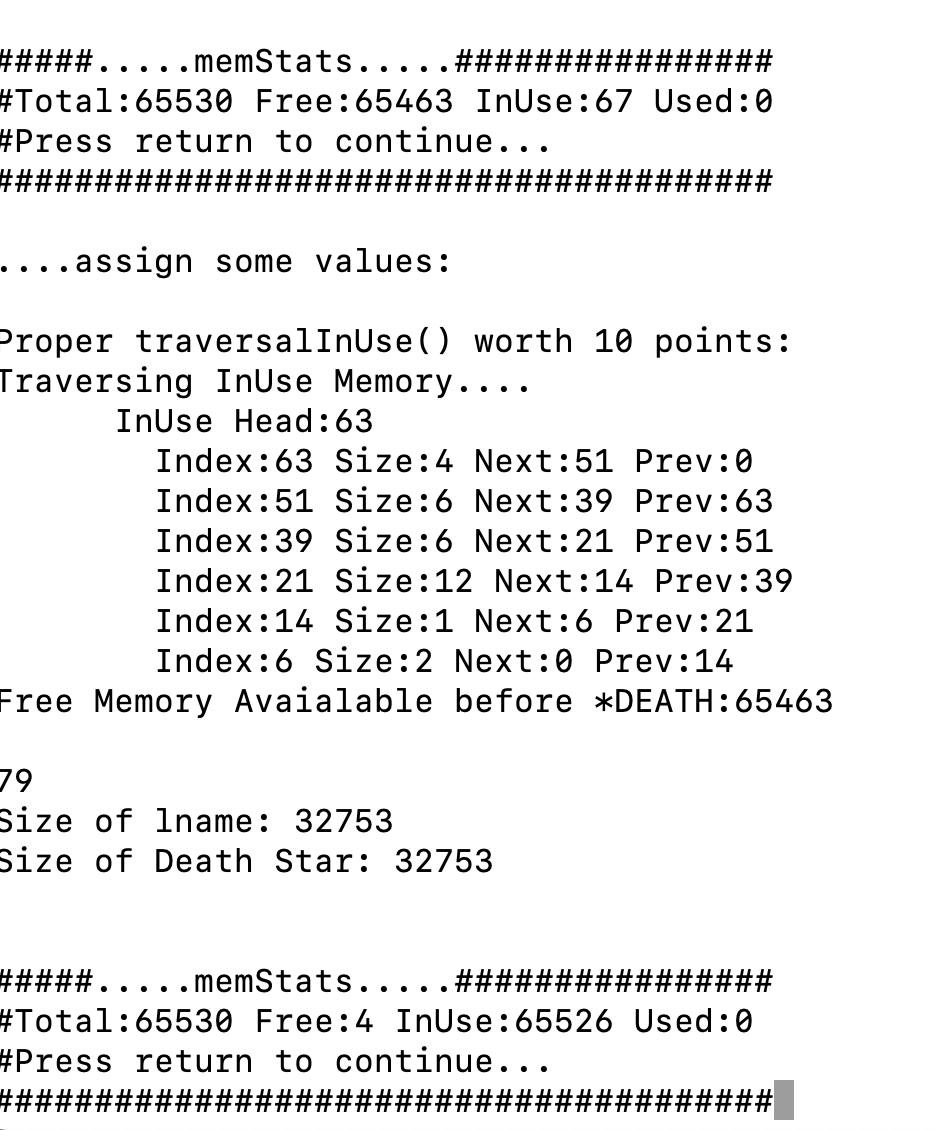 #####.....memStats.....################
#Total:65530 Free:65463 InUse:67 Used:0
#Press return to continue...
#######################################
....assign some values:
Proper traversalInUse() worth 10 points:
Traversing InUse Memory....
InUse Head:63
Index:63 Size:4 Next:51 Prev:0
Index:51 Size:6 Next:39 Prev:63
Index:39 Size:6 Next:21 Prev:51
Index:21 Size:12 Next:14 Prev:39
Index:14 Size:1 Next:6 Prev:21
Index:6 Size:2 Next:0 Prev:14
Free Memory Avaialable before *DEATH:65463
79
Size of lname: 32753
Size of Death Star: 32753
#####.....memStats.....################
#Total:65530 Free:4 InUse:65526 Used:0
#Press return to continue...
#######################################